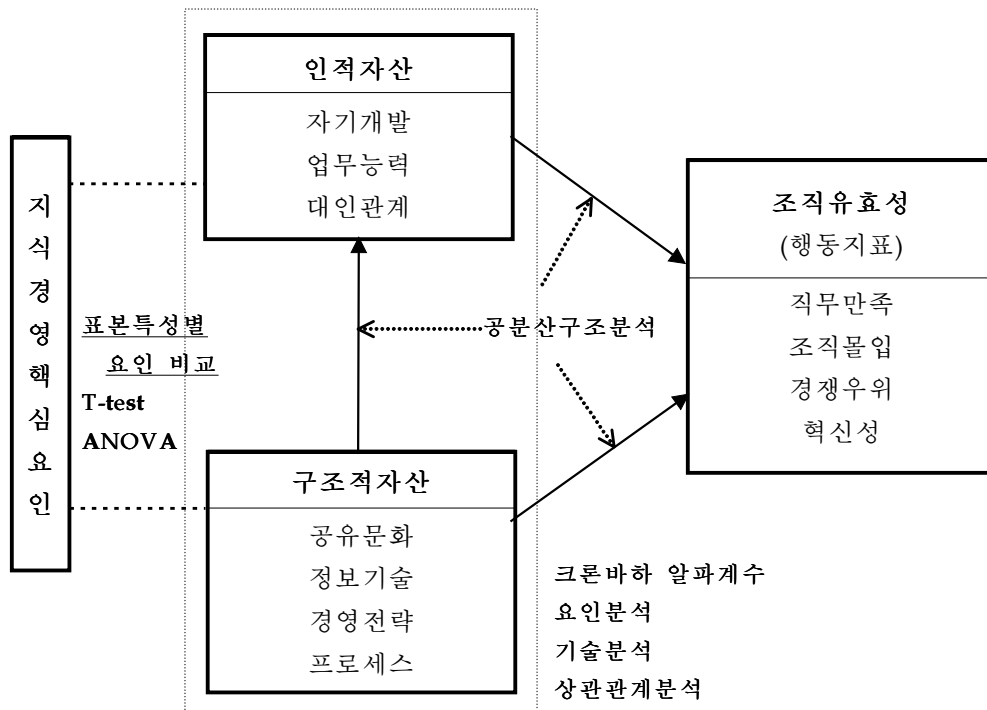 인적자산
자기개발
업무능력
대인관계
지
식
경
영
핵
심
요
인
표본특성별
요인 비교
T-test
ANOVA
공분산구조분석
조직유효성
(행동지표)
직무만족
조직몰입
경쟁우위
혁신성
구조적자산
공유문화
정보기술
경영전략
프로세스
크론바하 알파계수
요인분석
기술분석
상관관계분석